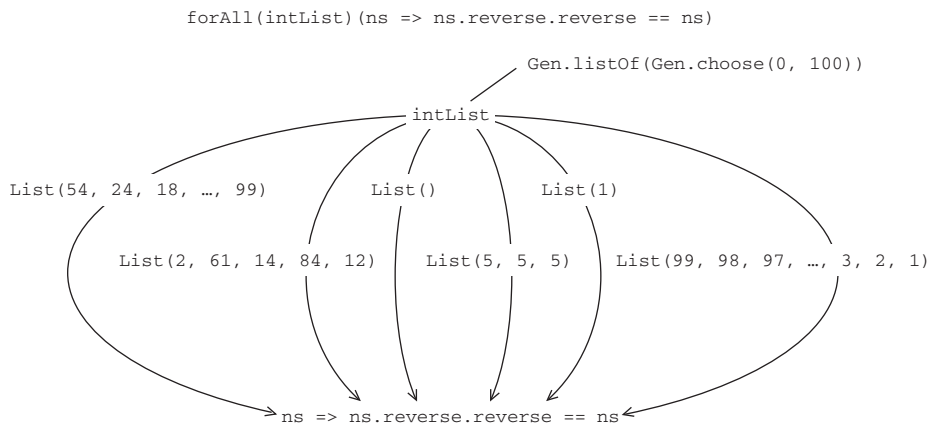 forAll(intList)(ns => ns.reverse.reverse == ns)
Gen.listOf(Gen.choose(0, 100))
intList
List(54, 24, 18, …, 99)
List()
List(1)
List(2, 61, 14, 84, 12)
List(5, 5, 5)
List(99, 98, 97, …, 3, 2, 1)
ns => ns.reverse.reverse == ns